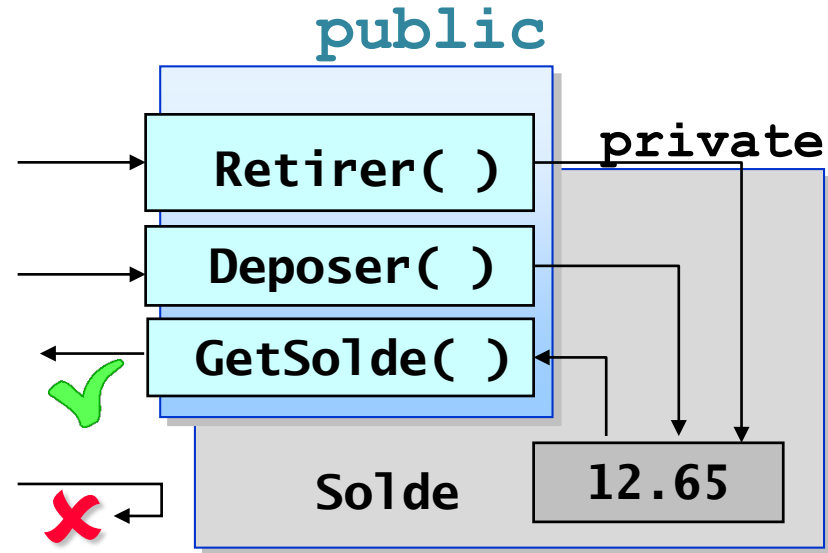 public
private
Retirer( )
Deposer( )
GetSolde( )
Solde
12.65